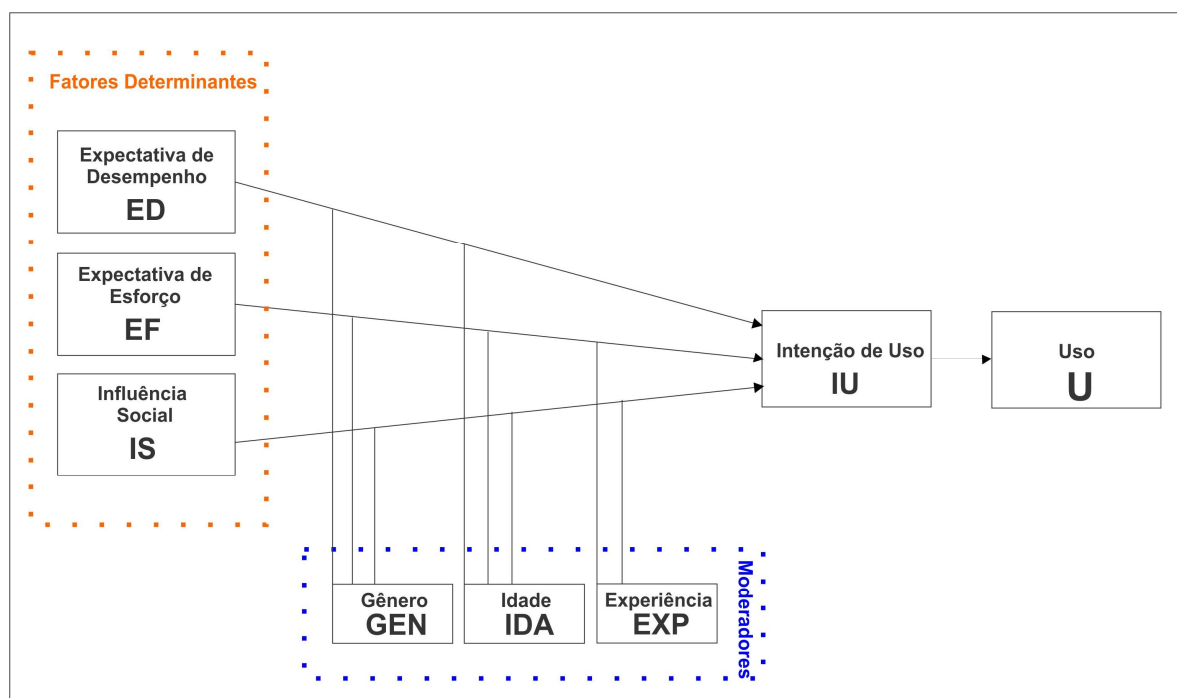 Fatores Determinantes
Expectativa de
Desempenho
ED
Expectativa de
Esforço
EF
Influência
Social
IS
Intenção de Uso
IU
Uso
U
Gênero
GEN
Idade
IDA
Experiência
EXP
Moderadores